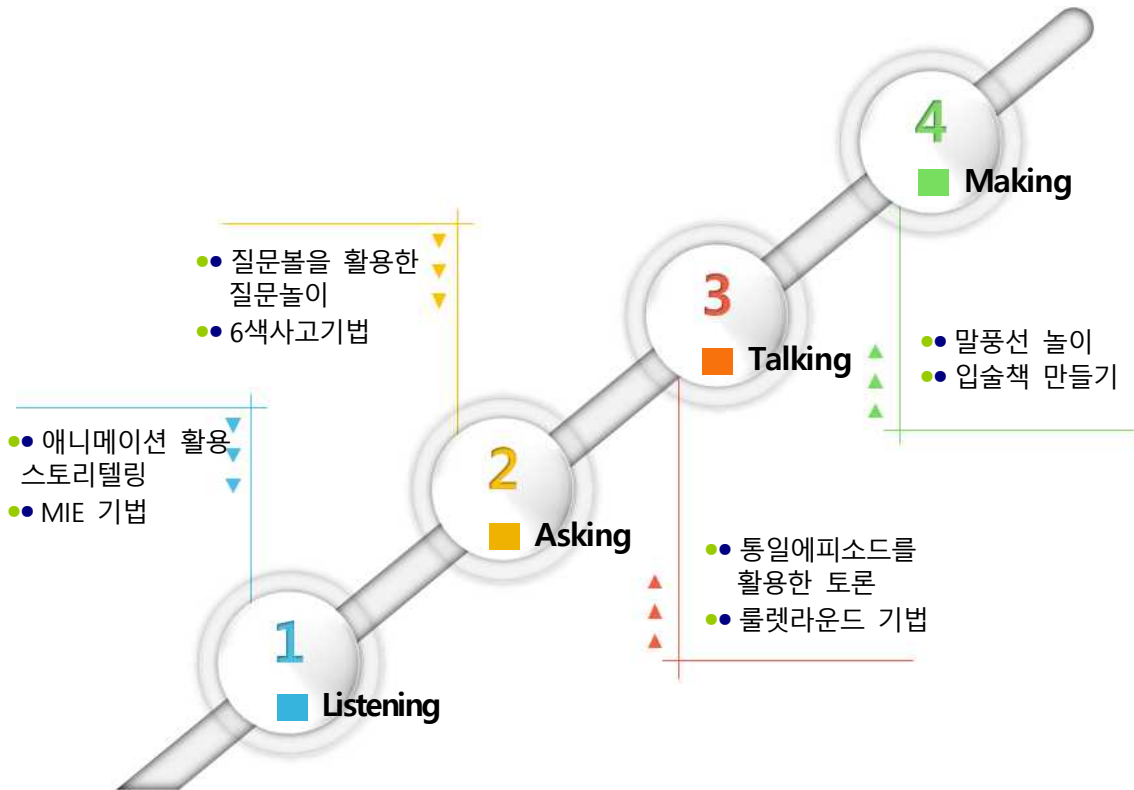 1
Listening
● ● 애니메이션 활용
스토리텔링
● ● MIE 기법
2
Asking
● ● 질문볼을 활용한
질문놀이
● ● 6색사고기법
3
Talking
● ● 통일에피소드를
활용한 토론
● ● 룰렛라운드 기법
4
Making
● ● 말풍선 놀이
● ● 입술책 만들기